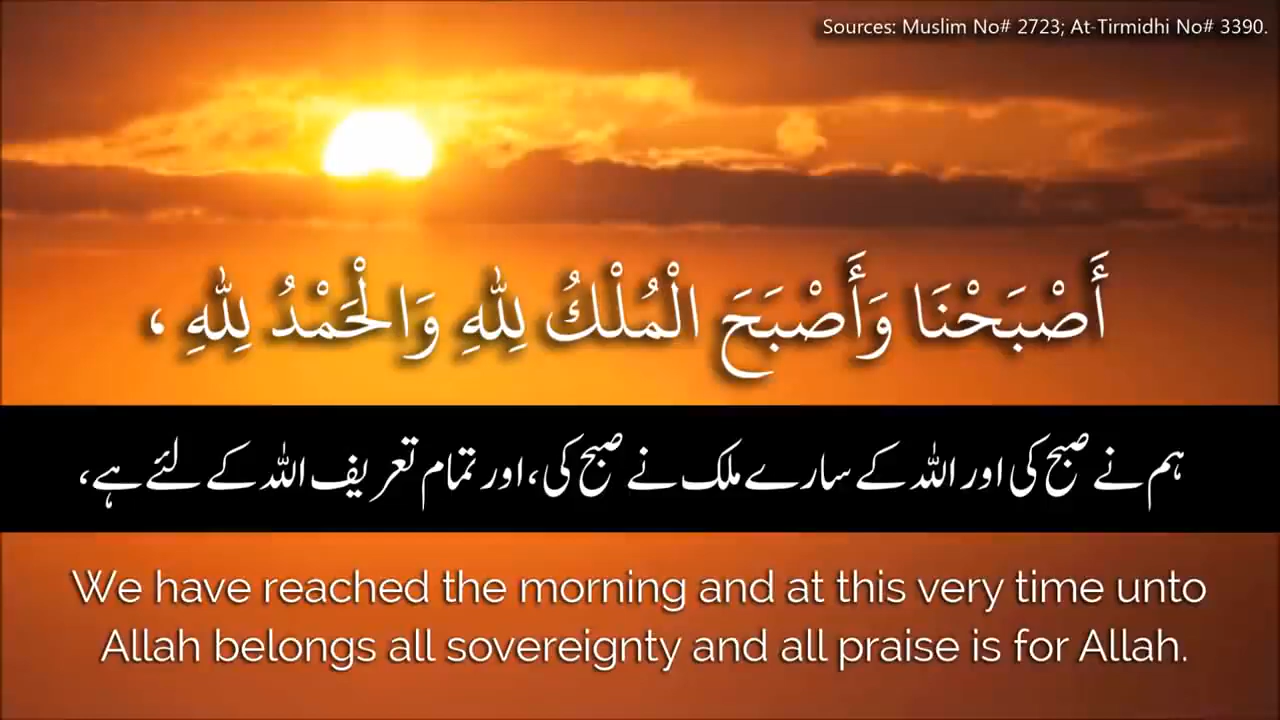 Sources: Muslim No# 2723; At-Tirmidhi No# 3390.
أَصْبَحْنَا وَأَصْبَحَ الْمُلْكُ لِلَّهِ وَالْحَمْدُ لِلَّهِ ،
ہم نے صبح کی اور اللہ کے سارے ملک نے صبح کی، اور تمام تعریف اللہ کے لئے ہے،
We have reached the morning and at this very time unto
Allah belongs all sovereignty and all praise is for Allah.